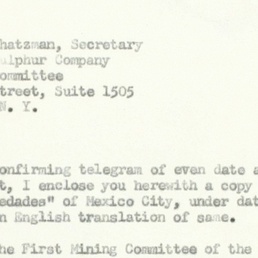 hatzman, Secretary
ulphur Company
ommittee
treet, Suite 1505
N. Y.
onfirming telegram of even date a
t, I enclose you herewith a copy
edades" of Mexico City, under dat
n English translation of same.
he First Mining Committee of the